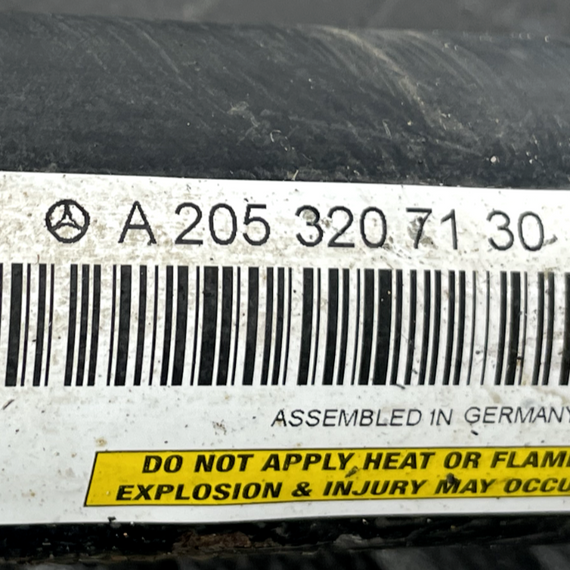 A 205 320 71 30
ASSEMBLED IN GERMANY
DO NOT APPLY HEAT OR FLAM
EXPLOSION & INJURY MAY OCCU